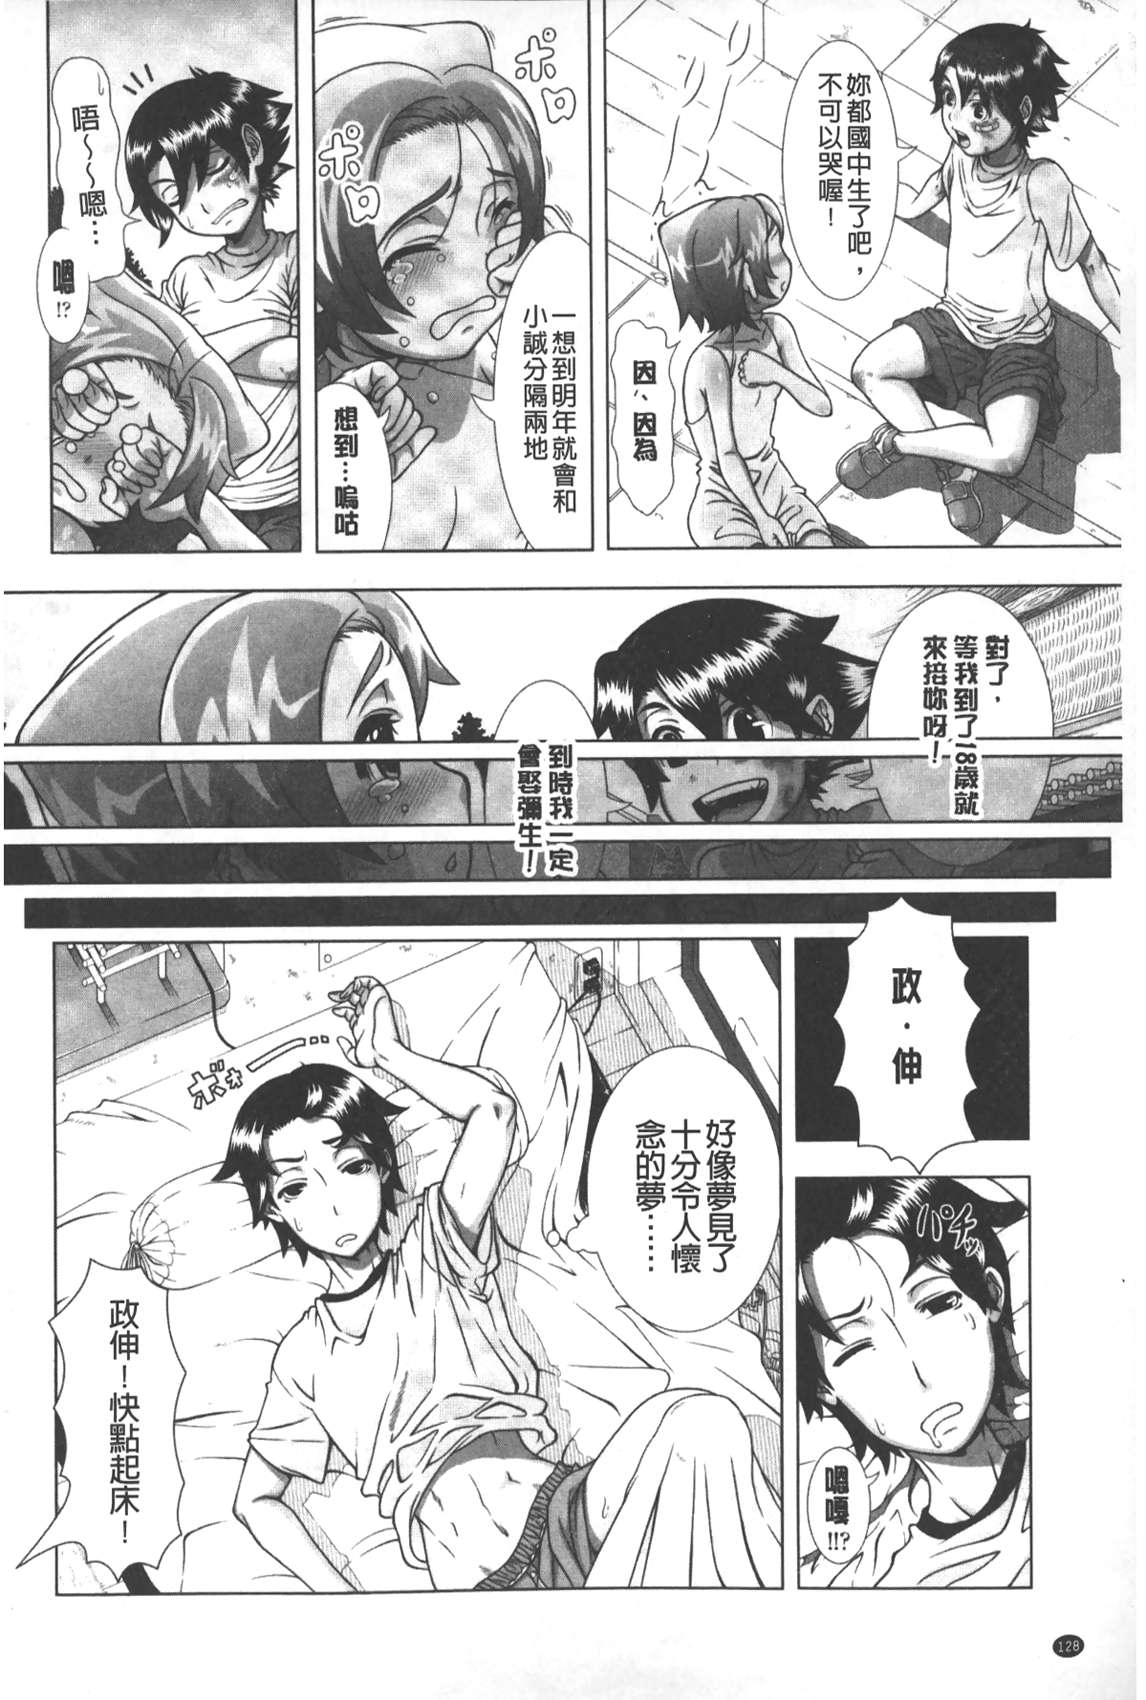 妳都國中生了吧，
不可以哭喔！
因、因為
ポロ
ポロ
一想到明年就會和
小誠分隔兩地
想到…嗚咕
唔～～嗯…
嗯!?
對了，
等我到了18歲就
來接妳呀！
到時我一定
會娶彌生！
政・伸
パチッ
嗯嘎!!?
好像夢見了
十分令人懷
念的夢……
ボォー…
政伸！快點起床！
128